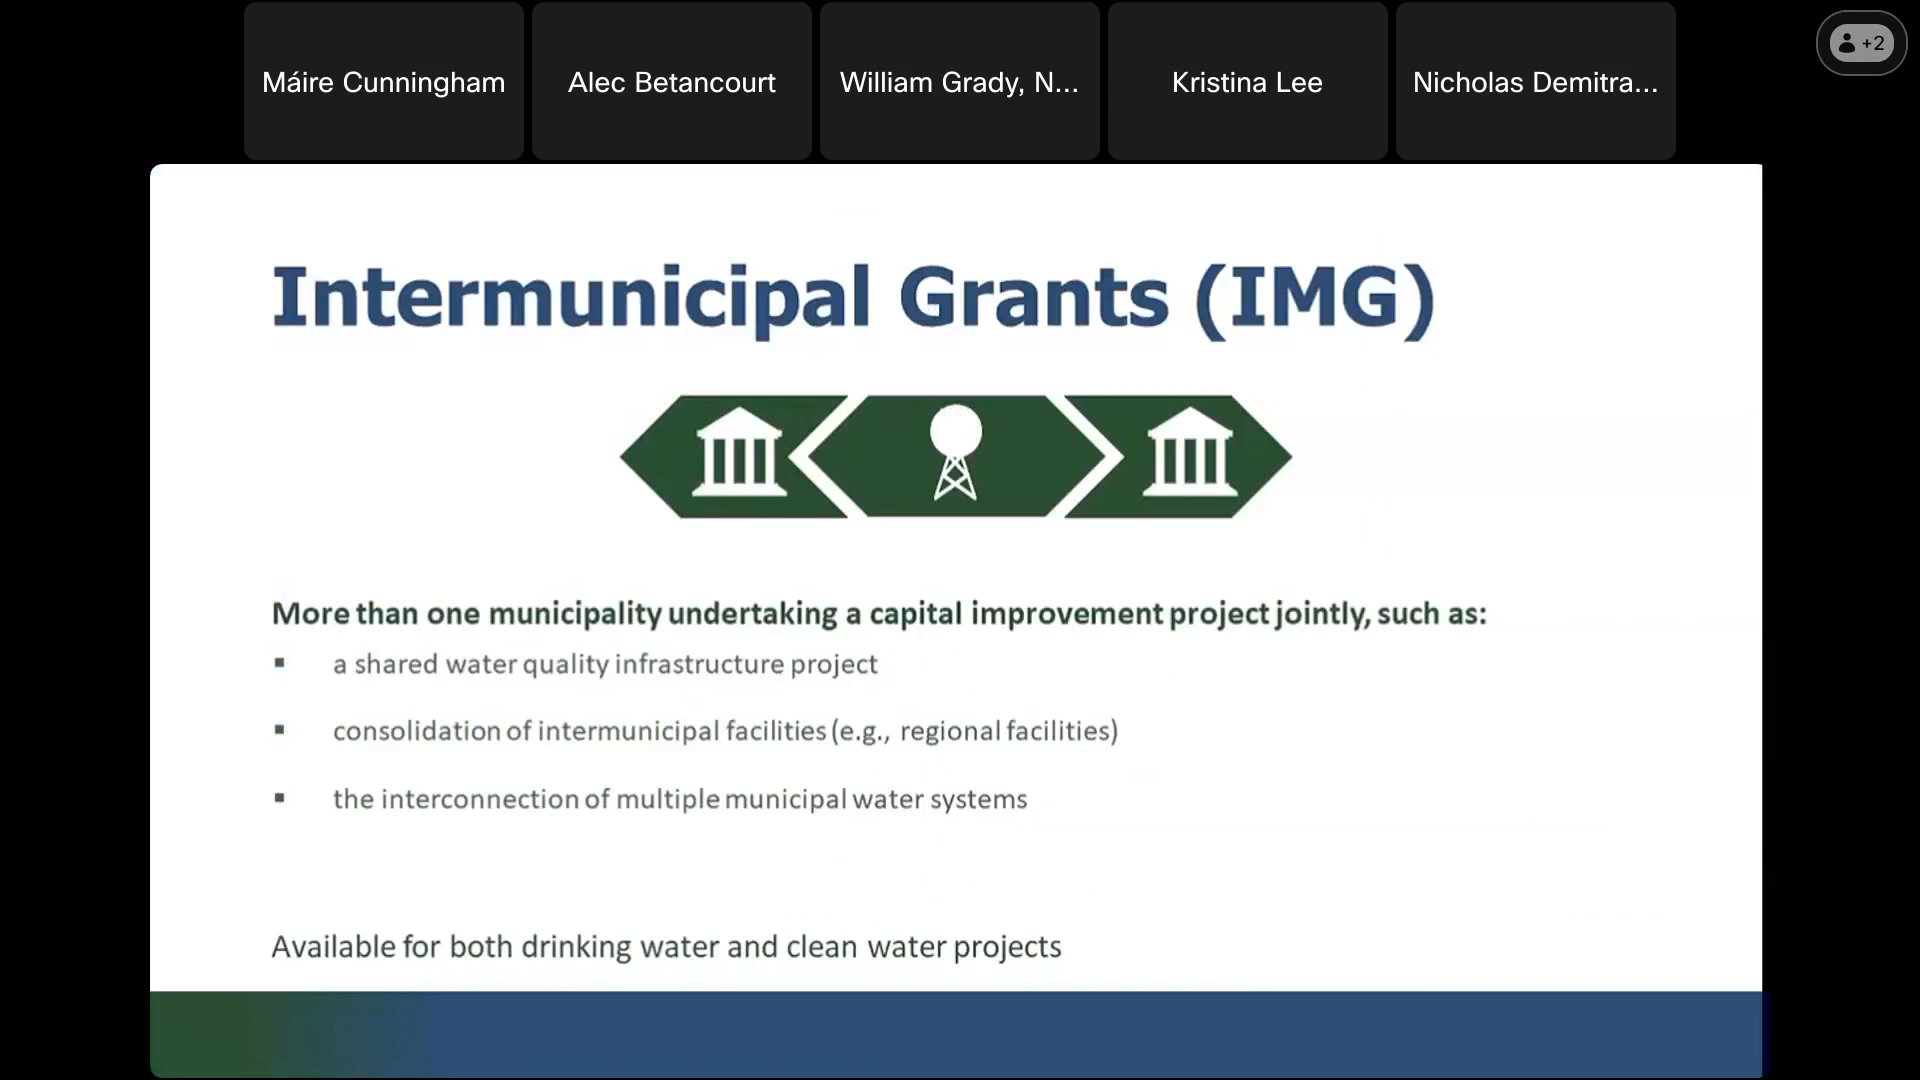 Máire Cunningham
Alec Betancourt
William Grady, N...
Kristina Lee
Nicholas Demitra...
+2
Intermunicipal Grants (IMG)
More than one municipality undertaking a capital improvement project jointly, such as:
▪ a shared water quality infrastructure project
▪ consolidation of intermunicipal facilities (e.g., regional facilities)
▪ the interconnection of multiple municipal water systems
Available for both drinking water and clean water projects